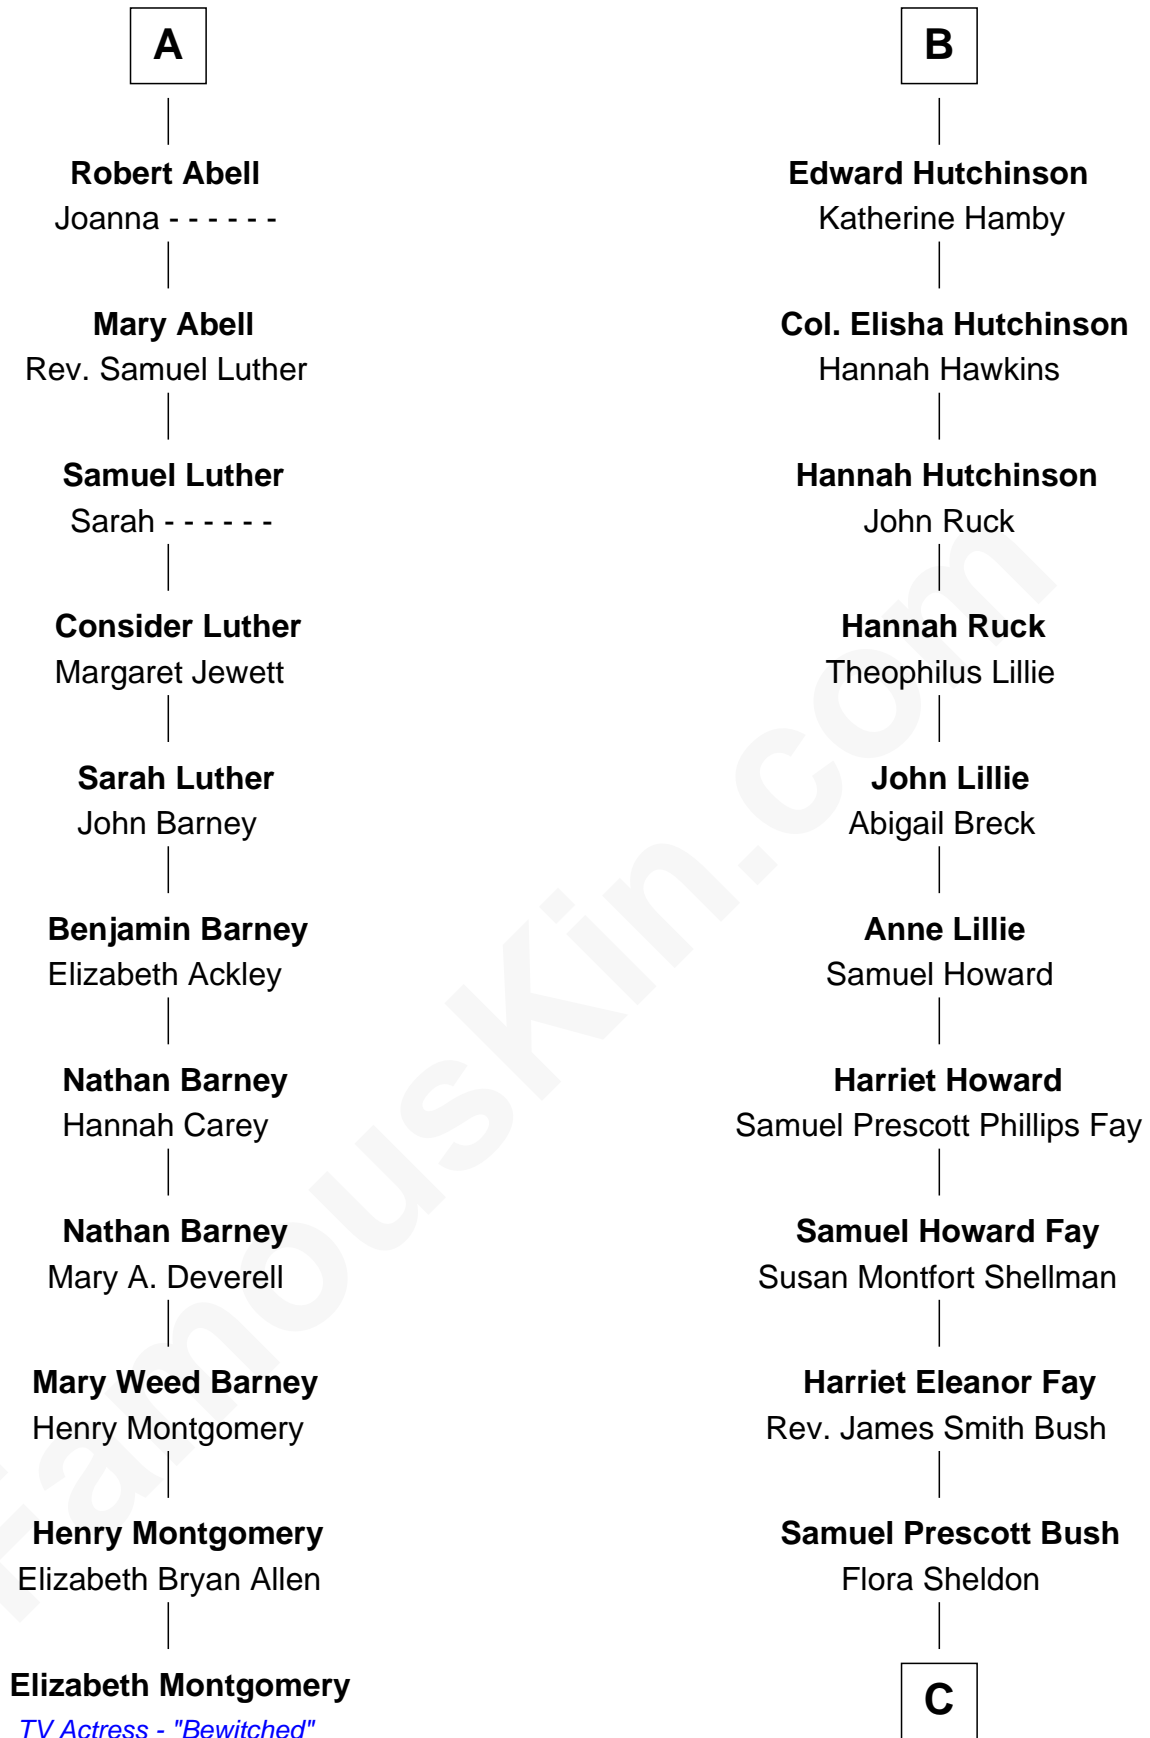 A
Robert Abell
Joanna - - - - - -
Mary Abell
Rev. Samuel Luther
Samuel Luther
Sarah - - - - - -
Consider Luther
Margaret Jewett
Sarah Luther
John Barney
Benjamin Barney
Elizabeth Ackley
Nathan Barney
Hannah Carey
Nathan Barney
Mary A. Deverell
Mary Weed Barney
Henry Montgomery
Henry Montgomery
Elizabeth Bryan Allen
Elizabeth Montgomery
TV Actress - "Bewitched"
B
Edward Hutchinson
Katherine Hamby
Col. Elisha Hutchinson
Hannah Hawkins
Hannah Hutchinson
John Ruck
Hannah Ruck
Theophilus Lillie
John Lillie
Abigail Breck
Anne Lillie
Samuel Howard
Harriet Howard
Samuel Prescott Phillips Fay
Samuel Howard Fay
Susan Montfort Shellman
Harriet Eleanor Fay
Rev. James Smith Bush
Samuel Prescott Bush
Flora Sheldon
C
FamousKin.com